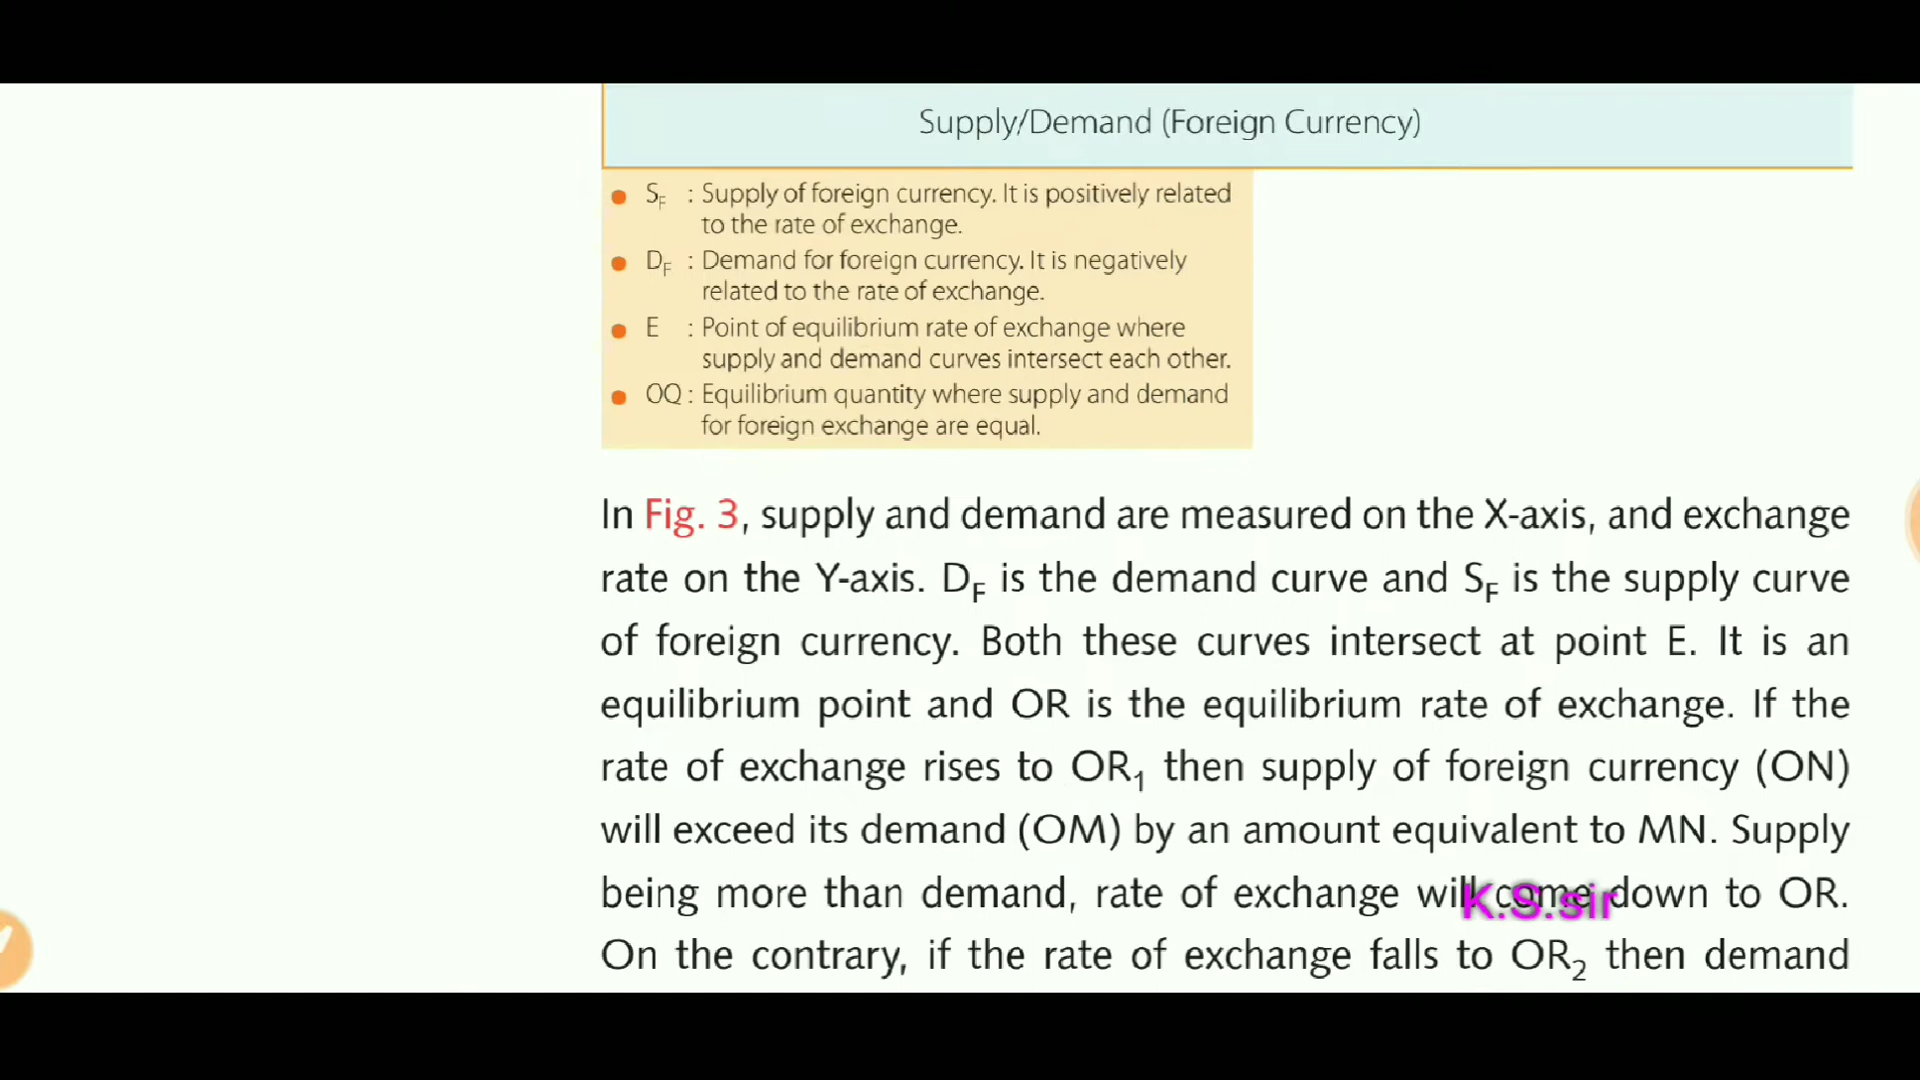 Supply/Demand (Foreign Currency)
● S_F : Supply of foreign currency. It is positively related
to the rate of exchange.
● D_F : Demand for foreign currency. It is negatively
related to the rate of exchange.
● E : Point of equilibrium rate of exchange where
supply and demand curves intersect each other.
● OQ : Equilibrium quantity where supply and demand
for foreign exchange are equal.
In Fig. 3, supply and demand are measured on the X-axis, and exchange
rate on the Y-axis. D_F is the demand curve and S_F is the supply curve
of foreign currency. Both these curves intersect at point E. It is an
equilibrium point and OR is the equilibrium rate of exchange. If the
rate of exchange rises to OR₁ then supply of foreign currency (ON)
will exceed its demand (OM) by an amount equivalent to MN. Supply
being more than demand, rate of exchange will come down to OR.
K.S.sir
On the contrary, if the rate of exchange falls to OR₂ then demand